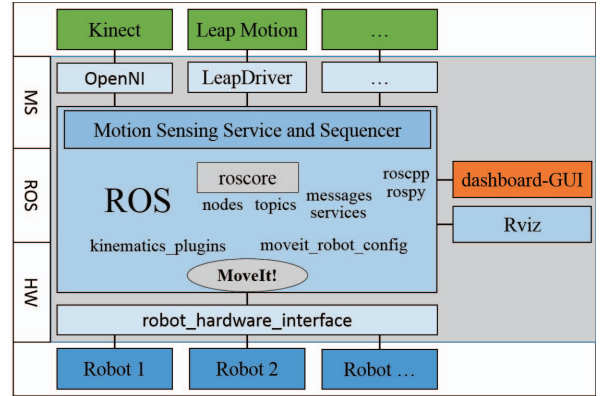 Kinect
Leap Motion
...
OpenNI
LeapDriver
...
MS
Motion Sensing Service and Sequencer
ROS
ROS
roscore
nodes topics
messages
services
roscpp
rospy
dashboard-GUI
Rviz
kinematics_plugins
moveit_robot_config
HW
MoveIt!
robot_hardware_interface
Robot 1
Robot 2
Robot ...